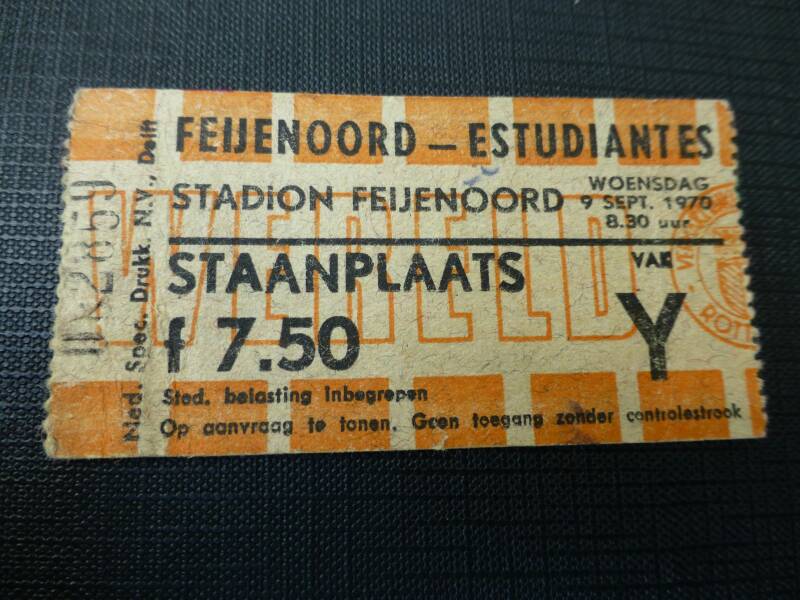 FEIJENOORD – ESTUDIANTES
STADION FEIJENOORD
WOENSDAG
9 SEPT. 1970
8.30 uur
STAANPLAATS
VAK
f 7.50
Y
Sted. belasting inbegrepen
Op aanvraag te tonen. Geen toegang zonder controlestrook
Ned. Spec. Drukk. N.V., Delft
WERELD